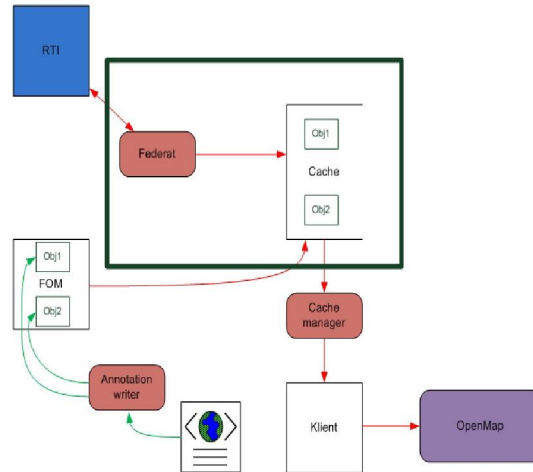 RTI
Federat
Obj1
Cache
Obj2
Obj1
FOM
Obj2
Cache
manager
Annotation
writer
Klient
OpenMap